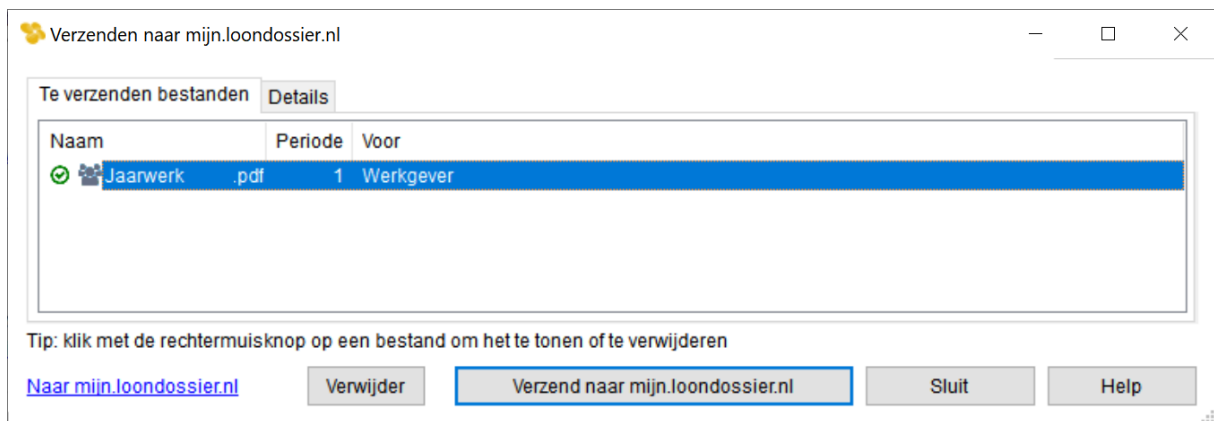 Verzenden naar mijn.loondossier.nl
Te verzenden bestanden Details
Naam Periode Voor
Jaarwerk .pdf 1 Werkgever
Tip: klik met de rechtermuisknop op een bestand om het te tonen of te verwijderen
Naar mijn.loondossier.nl Verwijder Verzend naar mijn.loondossier.nl Sluit Help